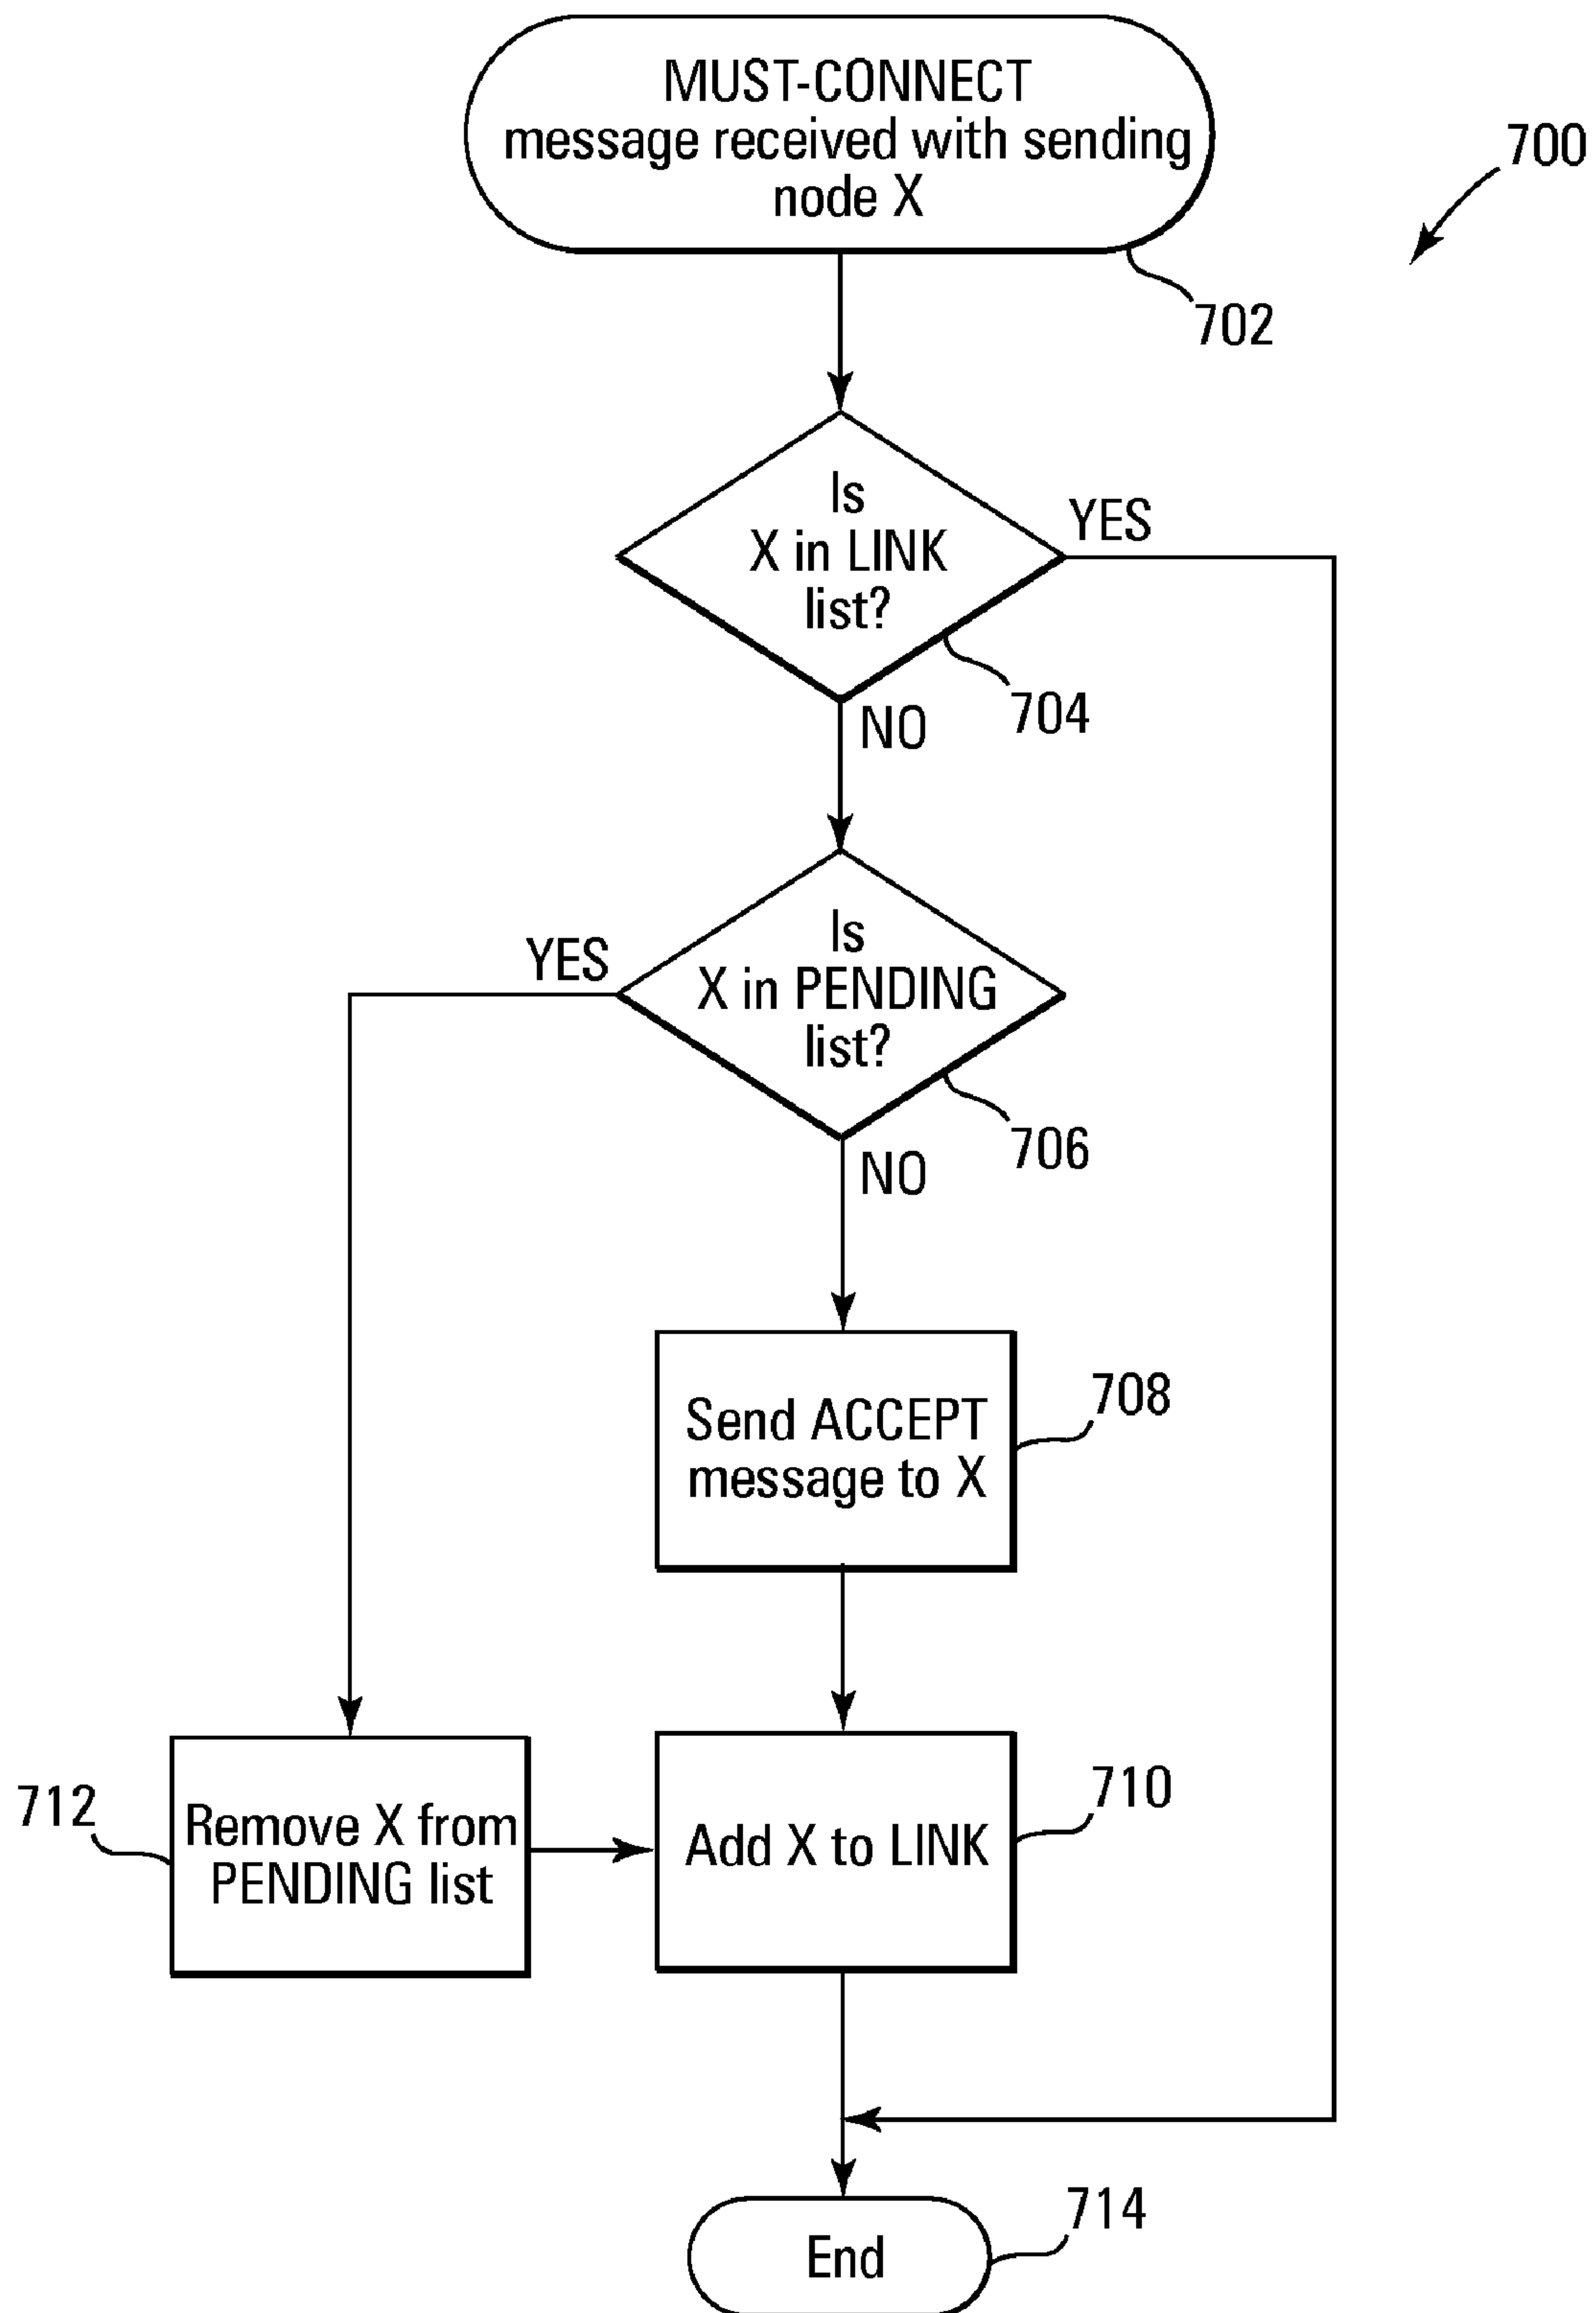 MUST-CONNECT
message received with sending
node X
700
702
Is
X in LINK
list?
YES
704
NO
Is
X in PENDING
list?
YES
706
NO
Send ACCEPT
message to X
708
712
Remove X from
PENDING list
Add X to LINK
710
End
714